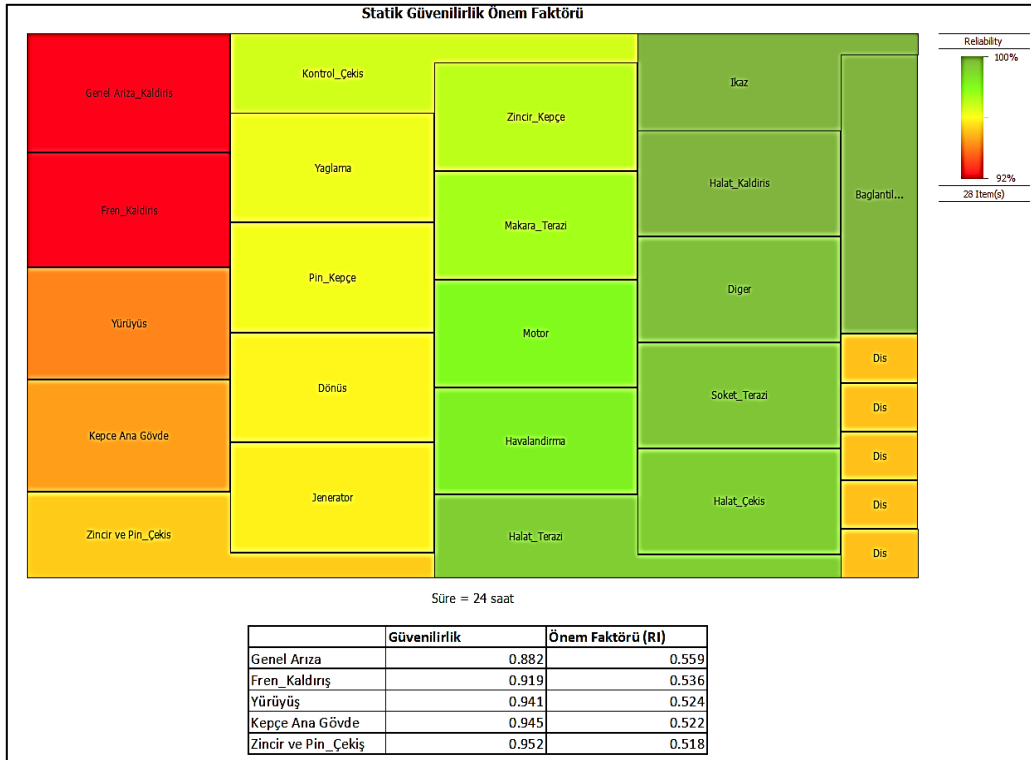 Statik Güvenilirlik Önem Faktörü
Genel Ariza_Kaldiris
Fren_Kaldiris
Yürüyüs
Kepce Ana Gövde
Zincir ve Pin_Çekis
Kontrol_Çekis
Yaglama
Pin_Kepçe
Dönüs
Jenerator
Zincir_Kepçe
Makara_Terazi
Motor
Havalandirma
Halat_Terazi
Ikaz
Halat_Kaldiris
Diger
Soket_Terazi
Halat_Çekis
Baglantil...
Dis
Dis
Dis
Dis
Dis
Reliability
100%
92%
28 Item(s)
Süre = 24 saat
Güvenilirlik Önem Faktörü (RI)
Genel Arıza 0.882 0.559
Fren_Kaldırış 0.919 0.536
Yürüyüş 0.941 0.524
Kepçe Ana Gövde 0.945 0.522
Zincir ve Pin_Çekiş 0.952 0.518